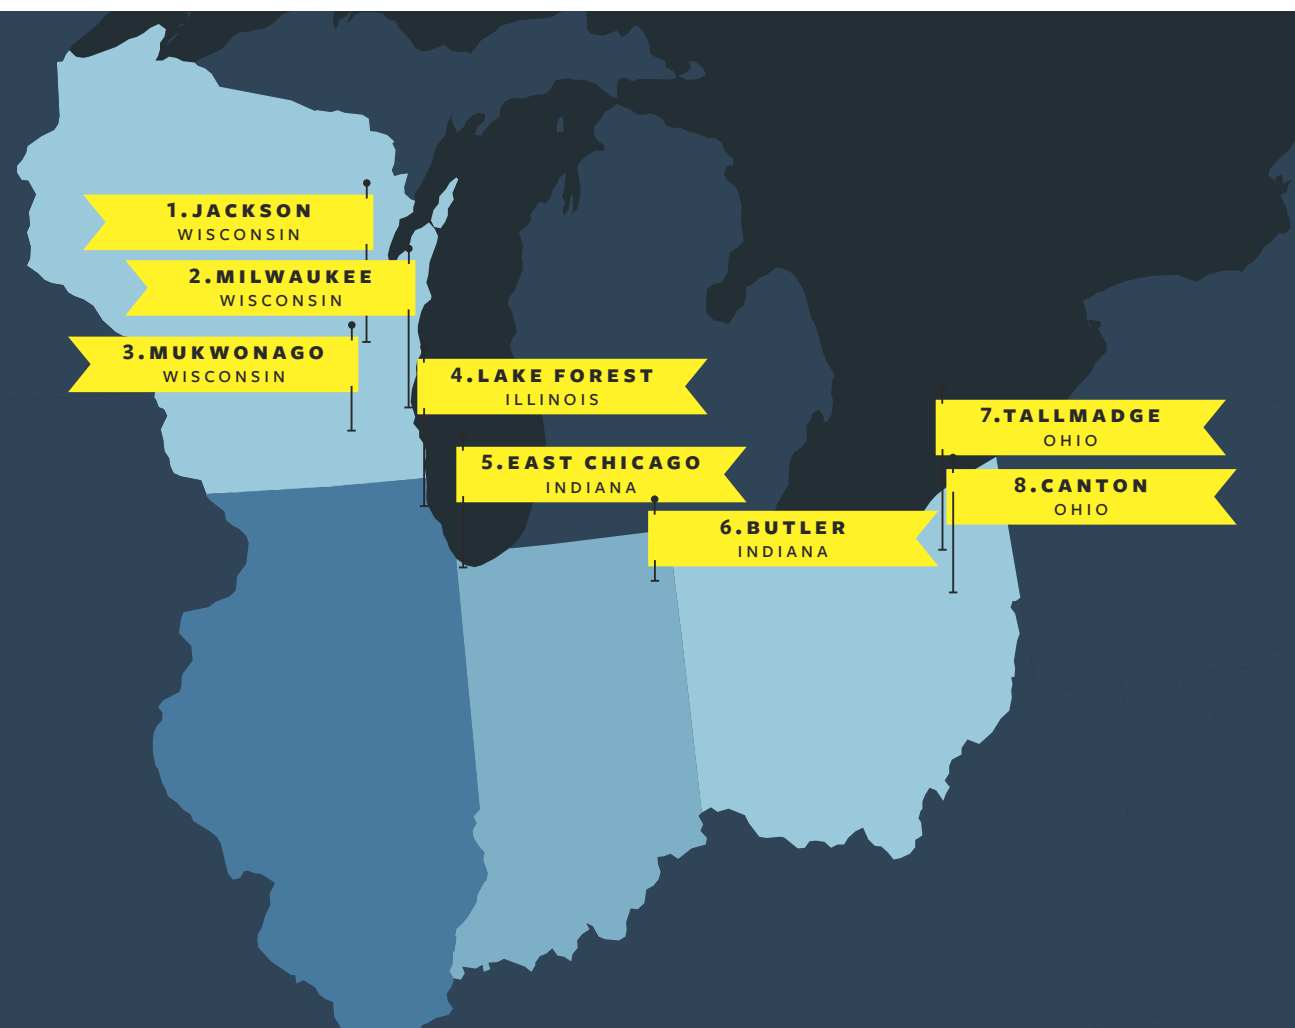 1.JACKSON
WISCONSIN
2.MILWAUKEE
WISCONSIN
3.MUKWONAGO
WISCONSIN
4.LAKE FOREST
ILLINOIS
5.EAST CHICAGO
INDIANA
6.BUTLER
INDIANA
7.TALLMADGE
OHIO
8.CANTON
OHIO